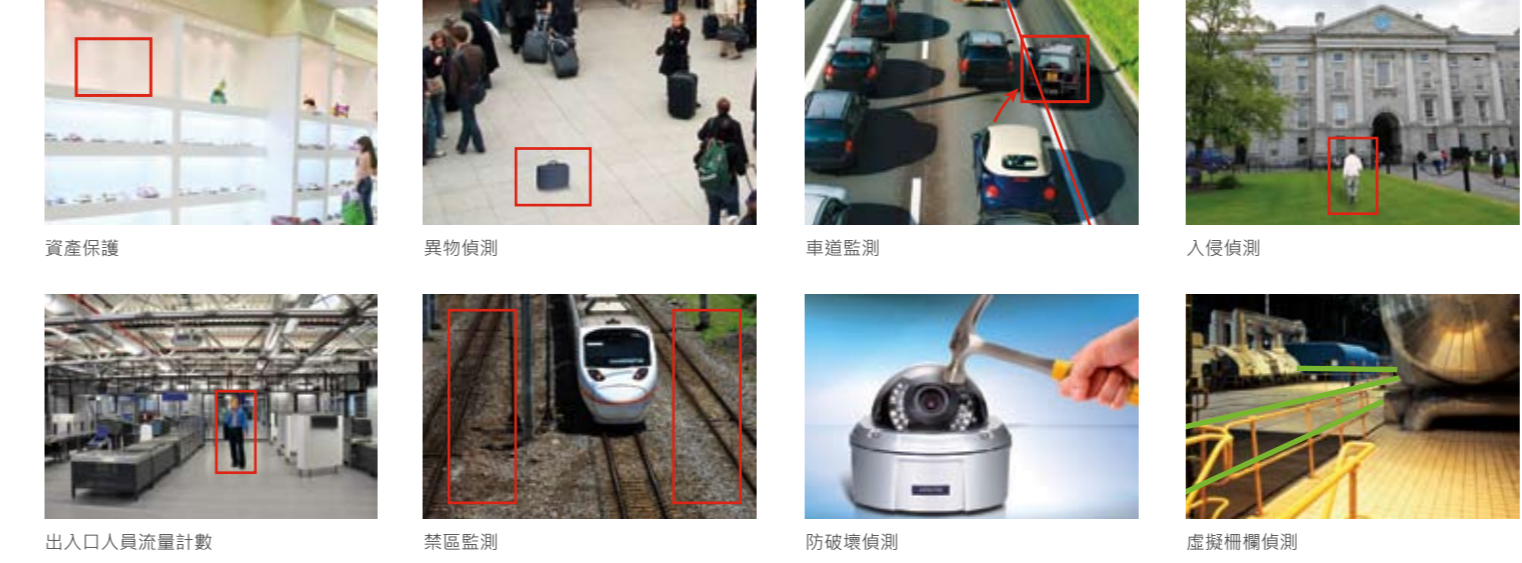 資產保護
異物偵測
車道監測
入侵偵測
出入口人員流量計數
禁區監測
防破壞偵測
虛擬柵欄偵測